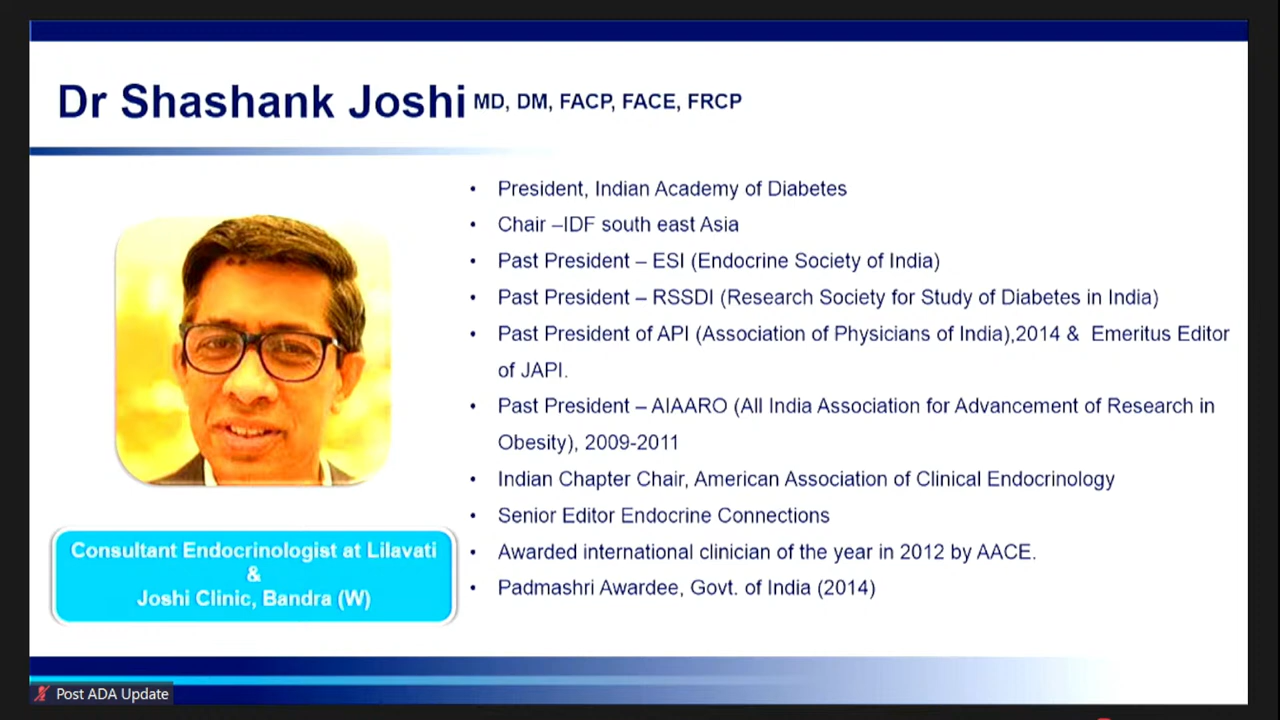 Dr Shashank Joshi MD, DM, FACP, FACE, FRCP
• President, Indian Academy of Diabetes
• Chair –IDF south east Asia
• Past President – ESI (Endocrine Society of India)
• Past President – RSSDI (Research Society for Study of Diabetes in India)
• Past President of API (Association of Physicians of India),2014 & Emeritus Editor
of JAPI.
• Past President – AIAARO (All India Association for Advancement of Research in
Obesity), 2009-2011
• Indian Chapter Chair, American Association of Clinical Endocrinology
• Senior Editor Endocrine Connections
• Awarded international clinician of the year in 2012 by AACE.
• Padmashri Awardee, Govt. of India (2014)
Consultant Endocrinologist at Lilavati
&
Joshi Clinic, Bandra (W)
Post ADA Update